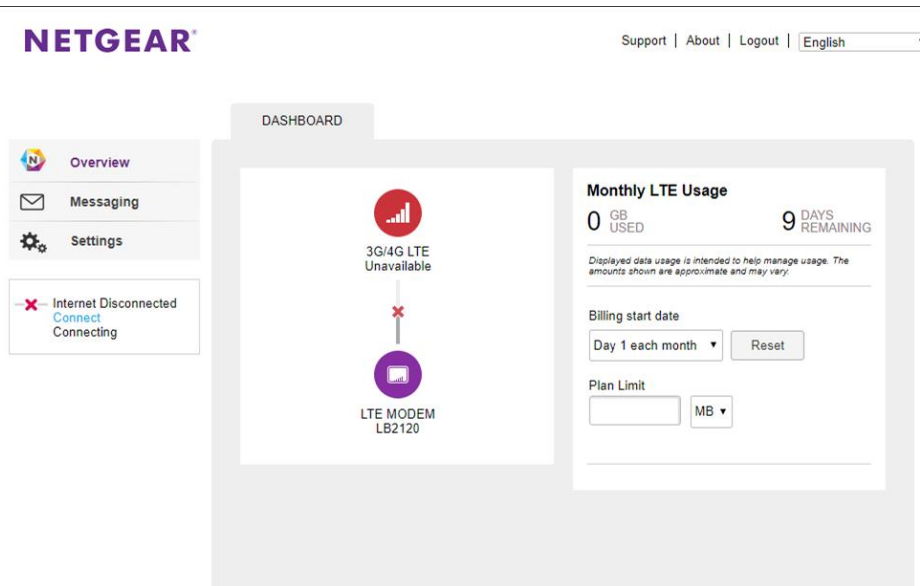 NETGEAR®
Support | About | Logout | English
DASHBOARD
N
Overview
Messaging
Settings
Internet Disconnected
Connect
Connecting
3G/4G LTE
Unavailable
LTE MODEM
LB2120
Monthly LTE Usage
0 GB USED
9 DAYS REMAINING
Displayed data usage is intended to help manage usage. The
amounts shown are approximate and may vary.
Billing start date
Day 1 each month
Reset
Plan Limit
MB